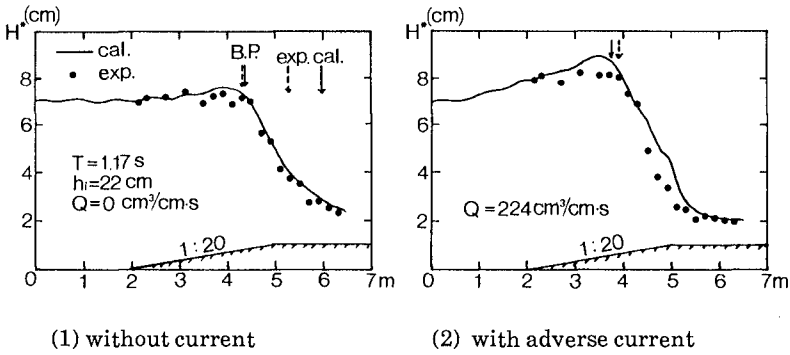 H* (cm)
— cal.
• exp.
B.P.
exp. cal.
8
6
4
2
T = 1.17 s
hi = 22 cm
Q = 0 cm³/cm·s
1:20
0 1 2 3 4 5 6 7m
(1) without current
H* (cm)
8
6
4
2
Q = 224 cm³/cm·s
1:20
0 1 2 3 4 5 6 7m
(2) with adverse current